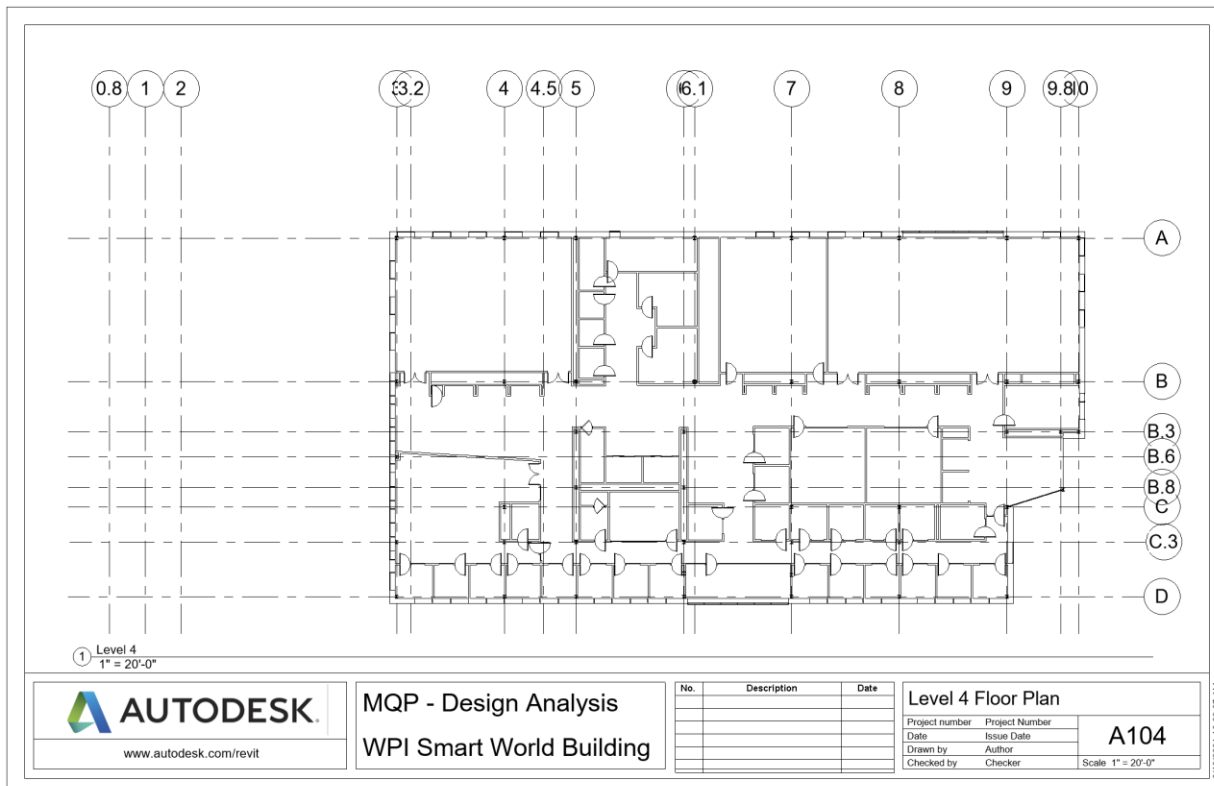 0.8 1 2 3.2 4 4.5 5 6.1 7 8 9 9.8
A
B
B.3
B.6
B.8
C
C.3
D
1 Level 4
1" = 20'-0"
AUTODESK.
www.autodesk.com/revit
MQP - Design Analysis
WPI Smart World Building
No. Description Date
Level 4 Floor Plan
Project number Project Number
Date Issue Date
Drawn by Author
Checked by Checker
A104
Scale 1" = 20'-0"